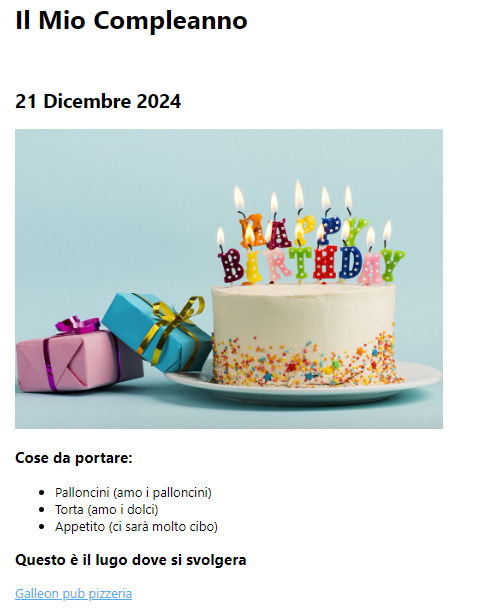 Il Mio Compleanno
21 Dicembre 2024
HAPPY
BIRTHDAY
Cose da portare:
Palloncini (amo i palloncini)
Torta (amo i dolci)
Appetito (ci sarà molto cibo)
Questo è il lugo dove si svolgera
Galleon pub pizzeria